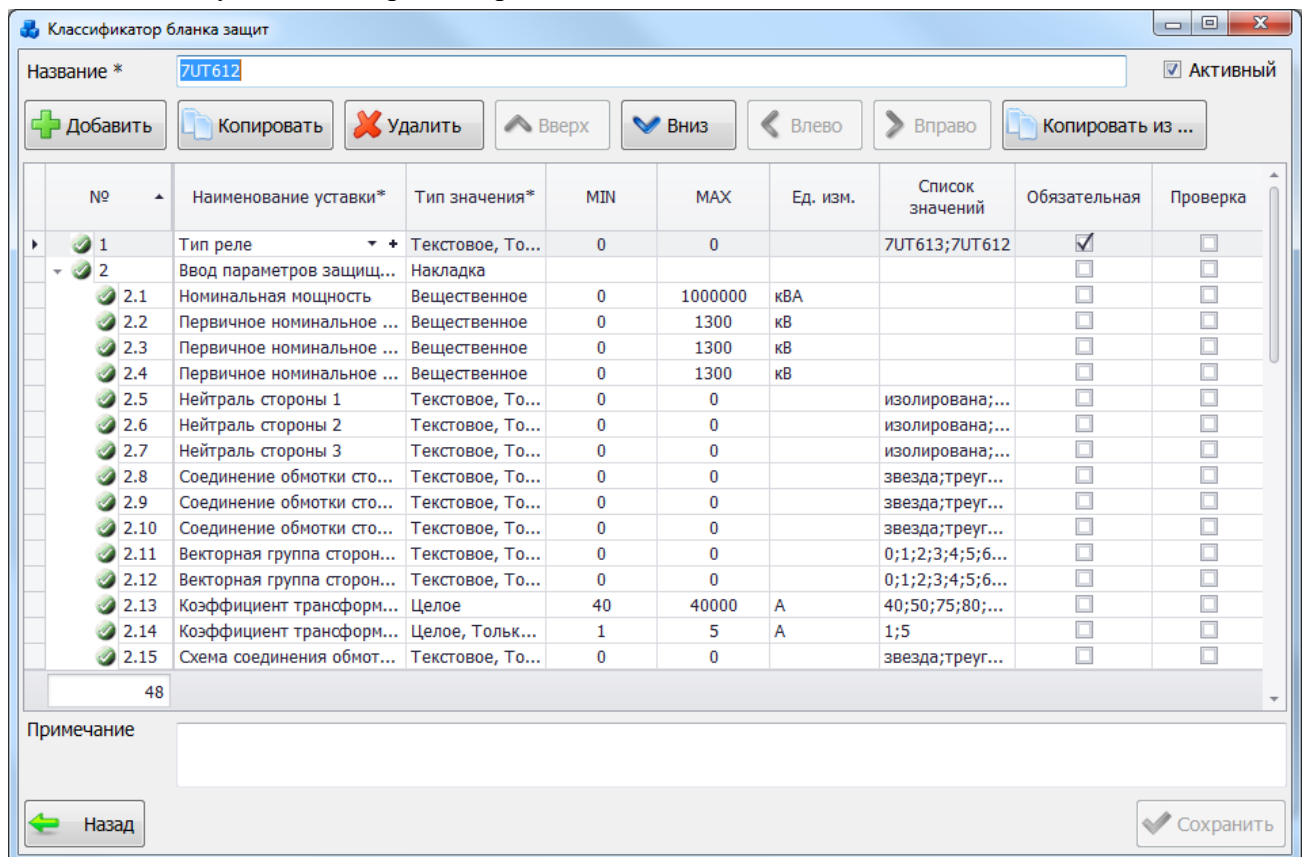 Классификатор бланка защит
Название * 7UT612 Активный
Добавить Копировать Удалить Вверх Вниз Влево Вправо Копировать из ...
№ Наименование уставки* Тип значения* MIN MAX Ед. изм. Список значений Обязательная Проверка
1 Тип реле Текстовое, То... 0 0 7UT613;7UT612
2 Ввод параметров защищ... Накладка
2.1 Номинальная мощность Вещественное 0 1000000 кВА
2.2 Первичное номинальное ... Вещественное 0 1300 кВ
2.3 Первичное номинальное ... Вещественное 0 1300 кВ
2.4 Первичное номинальное ... Вещественное 0 1300 кВ
2.5 Нейтраль стороны 1 Текстовое, То... 0 0 изолирована;...
2.6 Нейтраль стороны 2 Текстовое, То... 0 0 изолирована;...
2.7 Нейтраль стороны 3 Текстовое, То... 0 0 изолирована;...
2.8 Соединение обмотки сто... Текстовое, То... 0 0 звезда;треуг...
2.9 Соединение обмотки сто... Текстовое, То... 0 0 звезда;треуг...
2.10 Соединение обмотки сто... Текстовое, То... 0 0 звезда;треуг...
2.11 Векторная группа сторон... Текстовое, То... 0 0 0;1;2;3;4;5;6...
2.12 Векторная группа сторон... Текстовое, То... 0 0 0;1;2;3;4;5;6...
2.13 Коэффициент трансформ... Целое 40 40000 А 40;50;75;80;...
2.14 Коэффициент трансформ... Целое, Тольк... 1 5 А 1;5
2.15 Схема соединения обмот... Текстовое, То... 0 0 звезда;треуг...
48
Примечание
Назад Сохранить